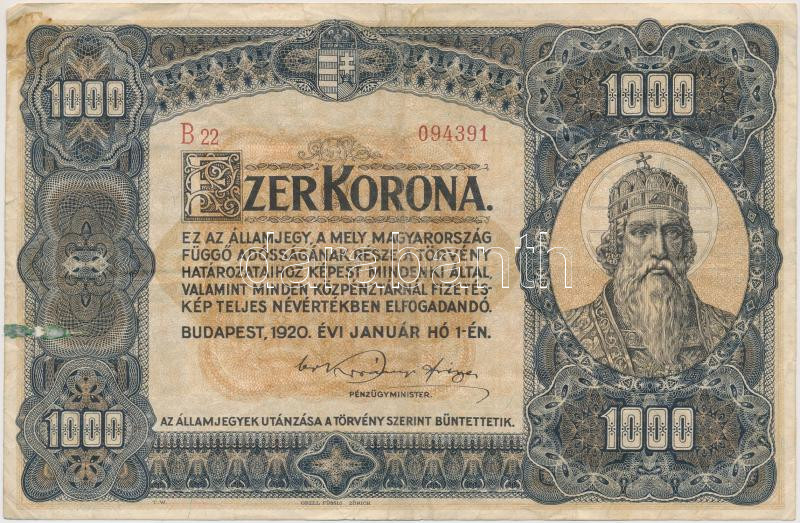 1000
1000
B 22
094391
EZER KORONA.
EZ AZ ÁLLAMJEGY, A MELY MAGYARORSZÁG
FÜGGŐ ADÓSSÁGÁNAK RÉSZE, A TÖRVÉNY
HATÁROZATAIHOZ KÉPEST MINDENKI ÁLTAL,
VALAMINT MINDEN KÖZPÉNZTÁRNÁL FIZETÉS-
KÉP TELJES NÉVÉRTÉKBEN ELFOGADANDÓ.
BUDAPEST, 1920. ÉVI JANUÁR HÓ 1-ÉN.
PÉNZÜGYMINISTER.
AZ ÁLLAMJEGYEK UTÁNZÁSA A TÖRVÉNY SZERINT BÜNTETTETIK.
1000
1000
ORELL FÜSSLI ZÜRICH